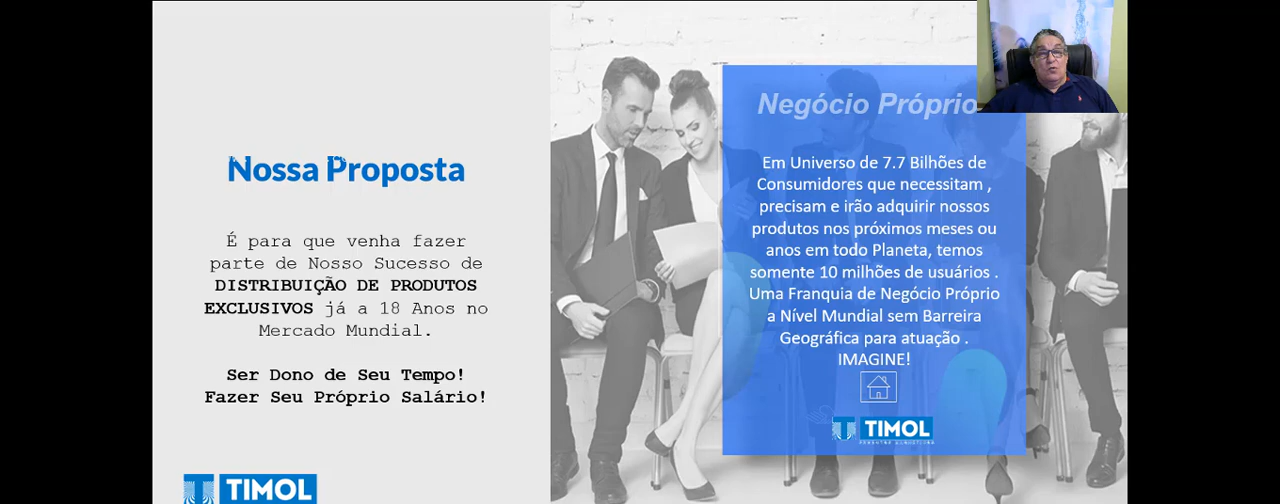 Nossa Proposta
É para que venha fazer
parte de Nosso Sucesso de
DISTRIBUIÇÃO DE PRODUTOS
EXCLUSIVOS já a 18 Anos no
Mercado Mundial.
Ser Dono de Seu Tempo!
Fazer Seu Próprio Salário!
TIMOL
Negócio Próprio
Em Universo de 7.7 Bilhões de
Consumidores que necessitam ,
precisam e irão adquirir nossos
produtos nos próximos meses ou
anos em todo Planeta, temos
somente 10 milhões de usuários .
Uma Franquia de Negócio Próprio
a Nível Mundial sem Barreira
Geográfica para atuação .
IMAGINE!
TIMOL